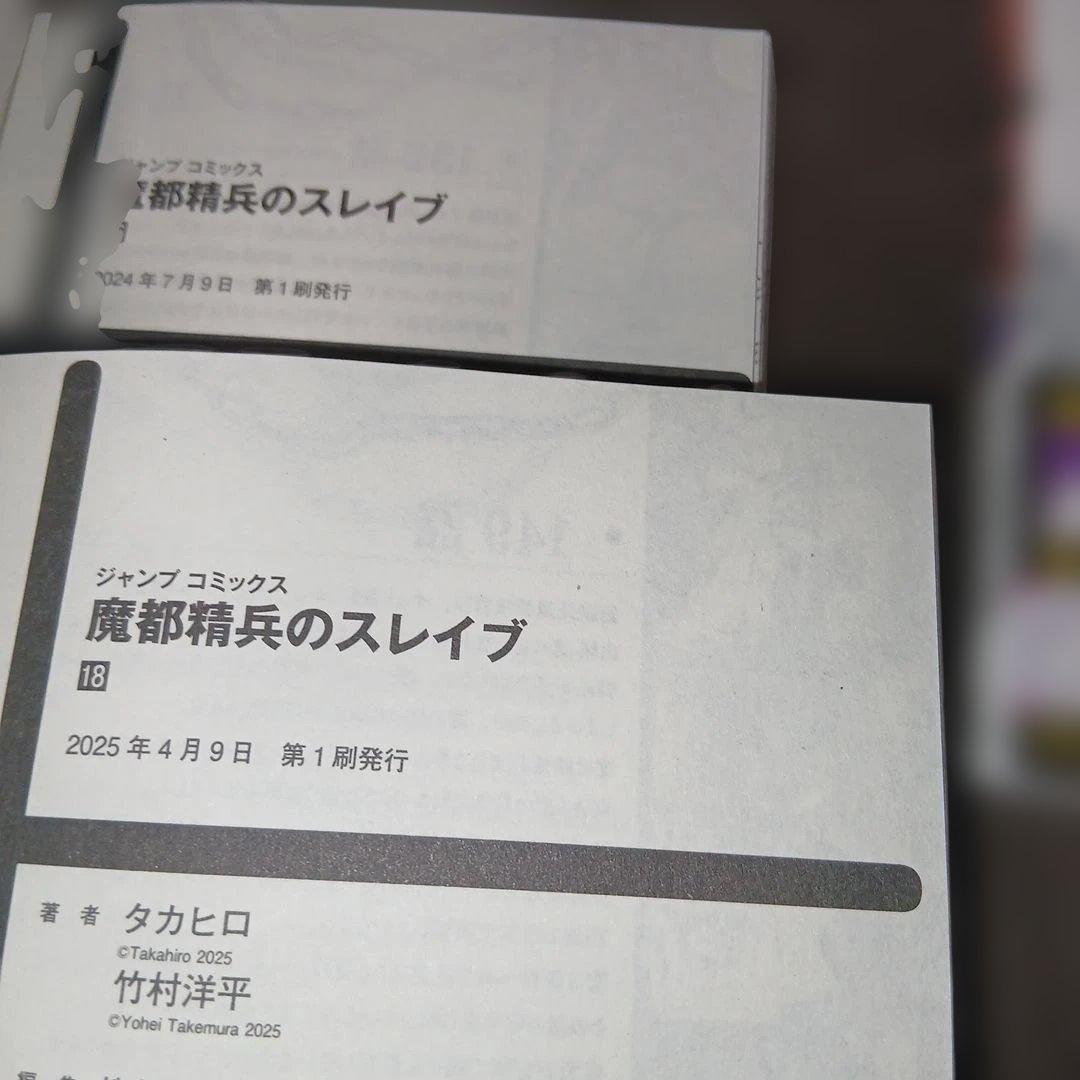 ャンプ コミックス
魔都精兵のスレイブ
2024年7月9日 第1刷発行
ジャンプ コミックス
魔都精兵のスレイブ
18
2025年4月9日 第1刷発行
著 者 タカヒロ
©Takahiro 2025
竹村洋平
©Yohei Takemura 2025